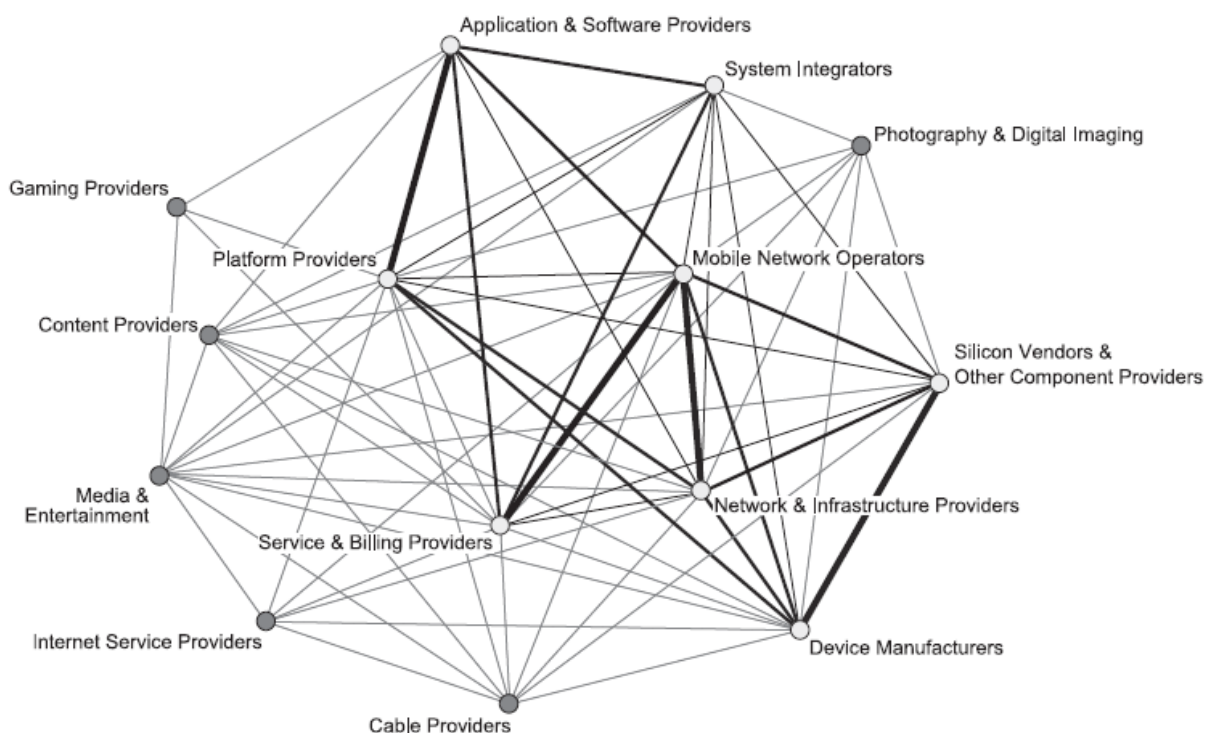 Application & Software Providers
System Integrators
Photography & Digital Imaging
Gaming Providers
Platform Providers
Mobile Network Operators
Content Providers
Silicon Vendors &
Other Component Providers
Media &
Entertainment
Network & Infrastructure Providers
Service & Billing Providers
Internet Service Providers
Device Manufacturers
Cable Providers